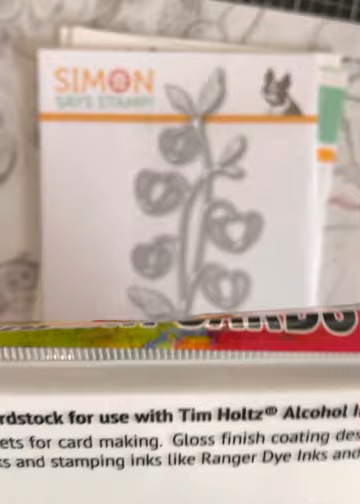 SIMON
SAYS STAMP!
CARDS
rdstock for use with Tim Holtz® Alcohol I
ets for card making. Gloss finish coating des
s and stamping inks like Ranger Dye Inks and